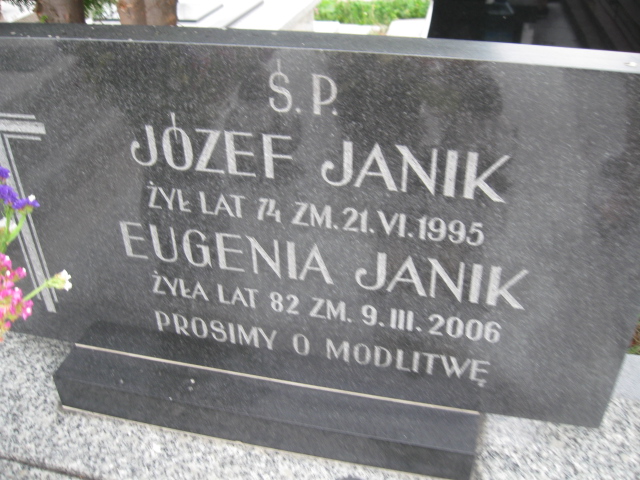 Ś.P.
JÓZEF JANIK
ŻYŁ LAT 74 ZM. 21.VI.1995
EUGENIA JANIK
ŻYŁA LAT 82 ZM. 9.III.2006
PROSIMY O MODLITWĘ